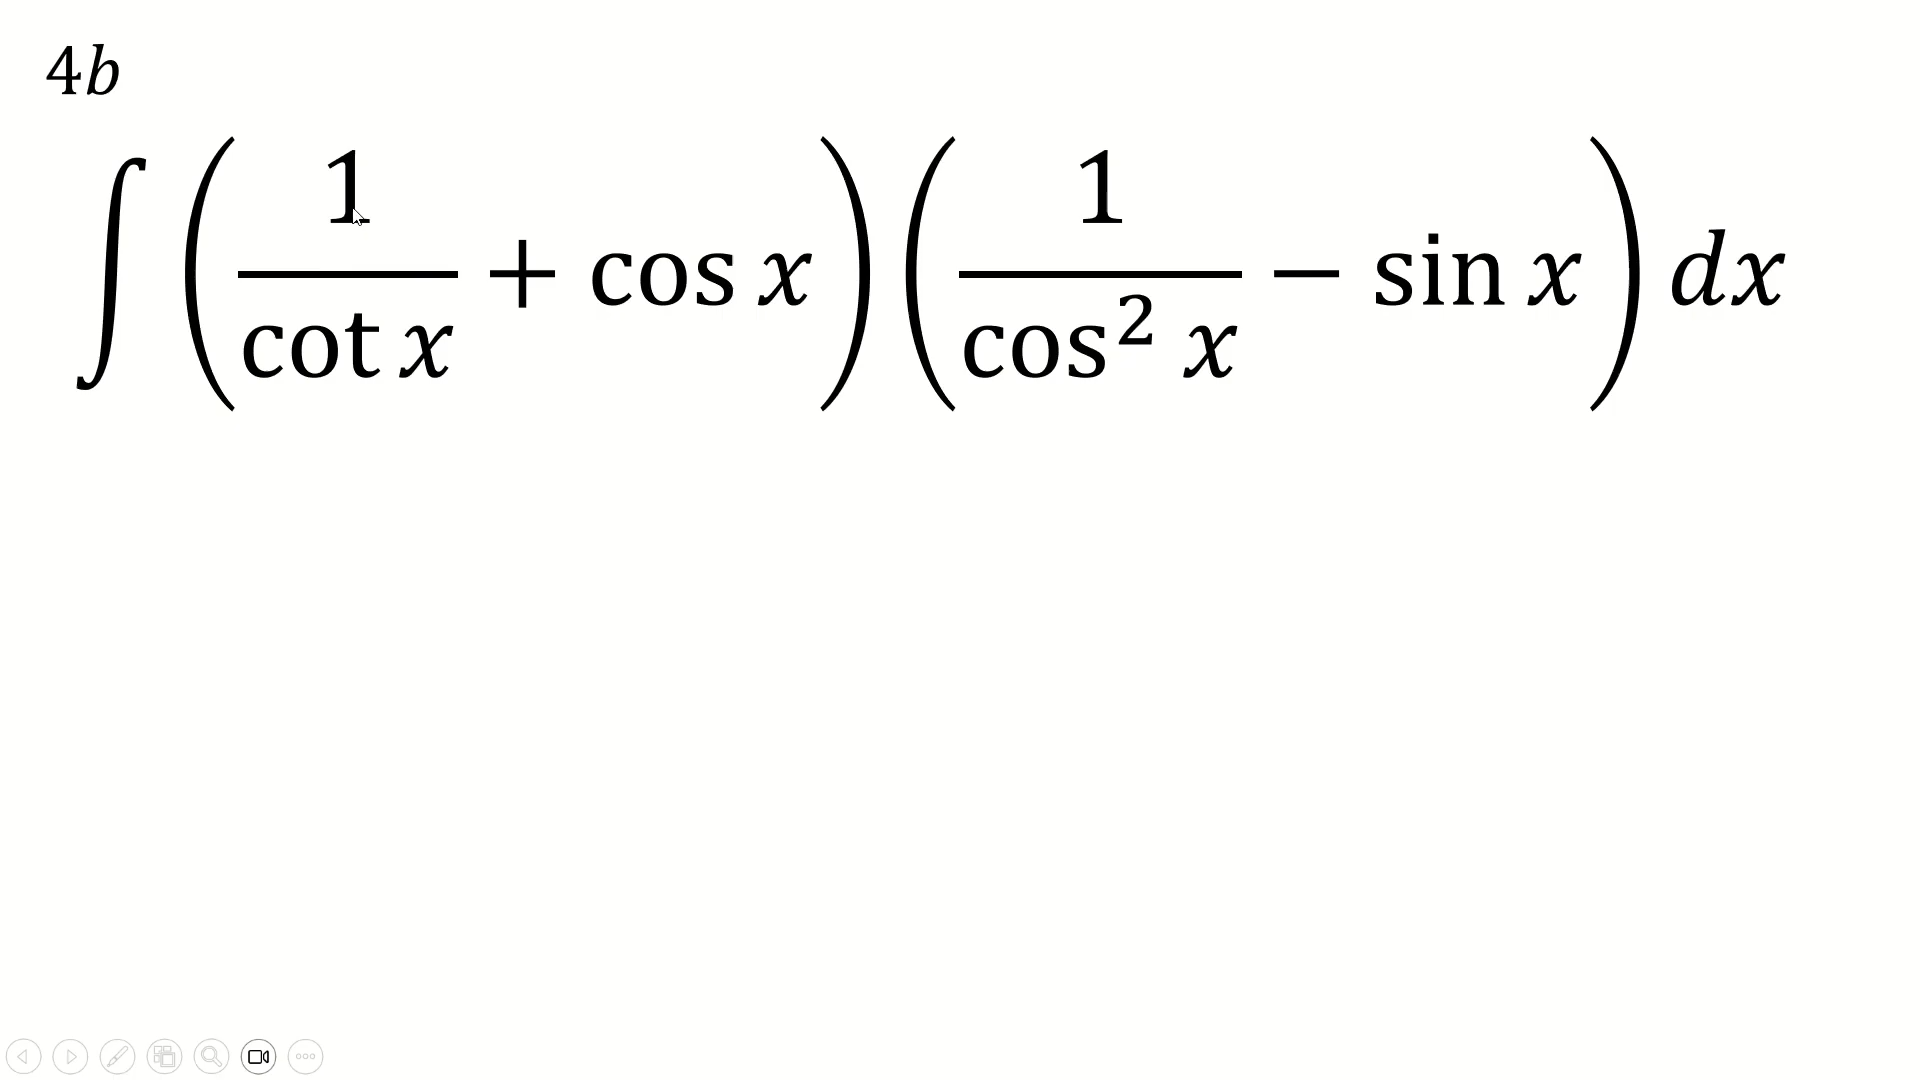 4b
∫ (1/cot x + cos x)(1/cos² x − sin x) dx